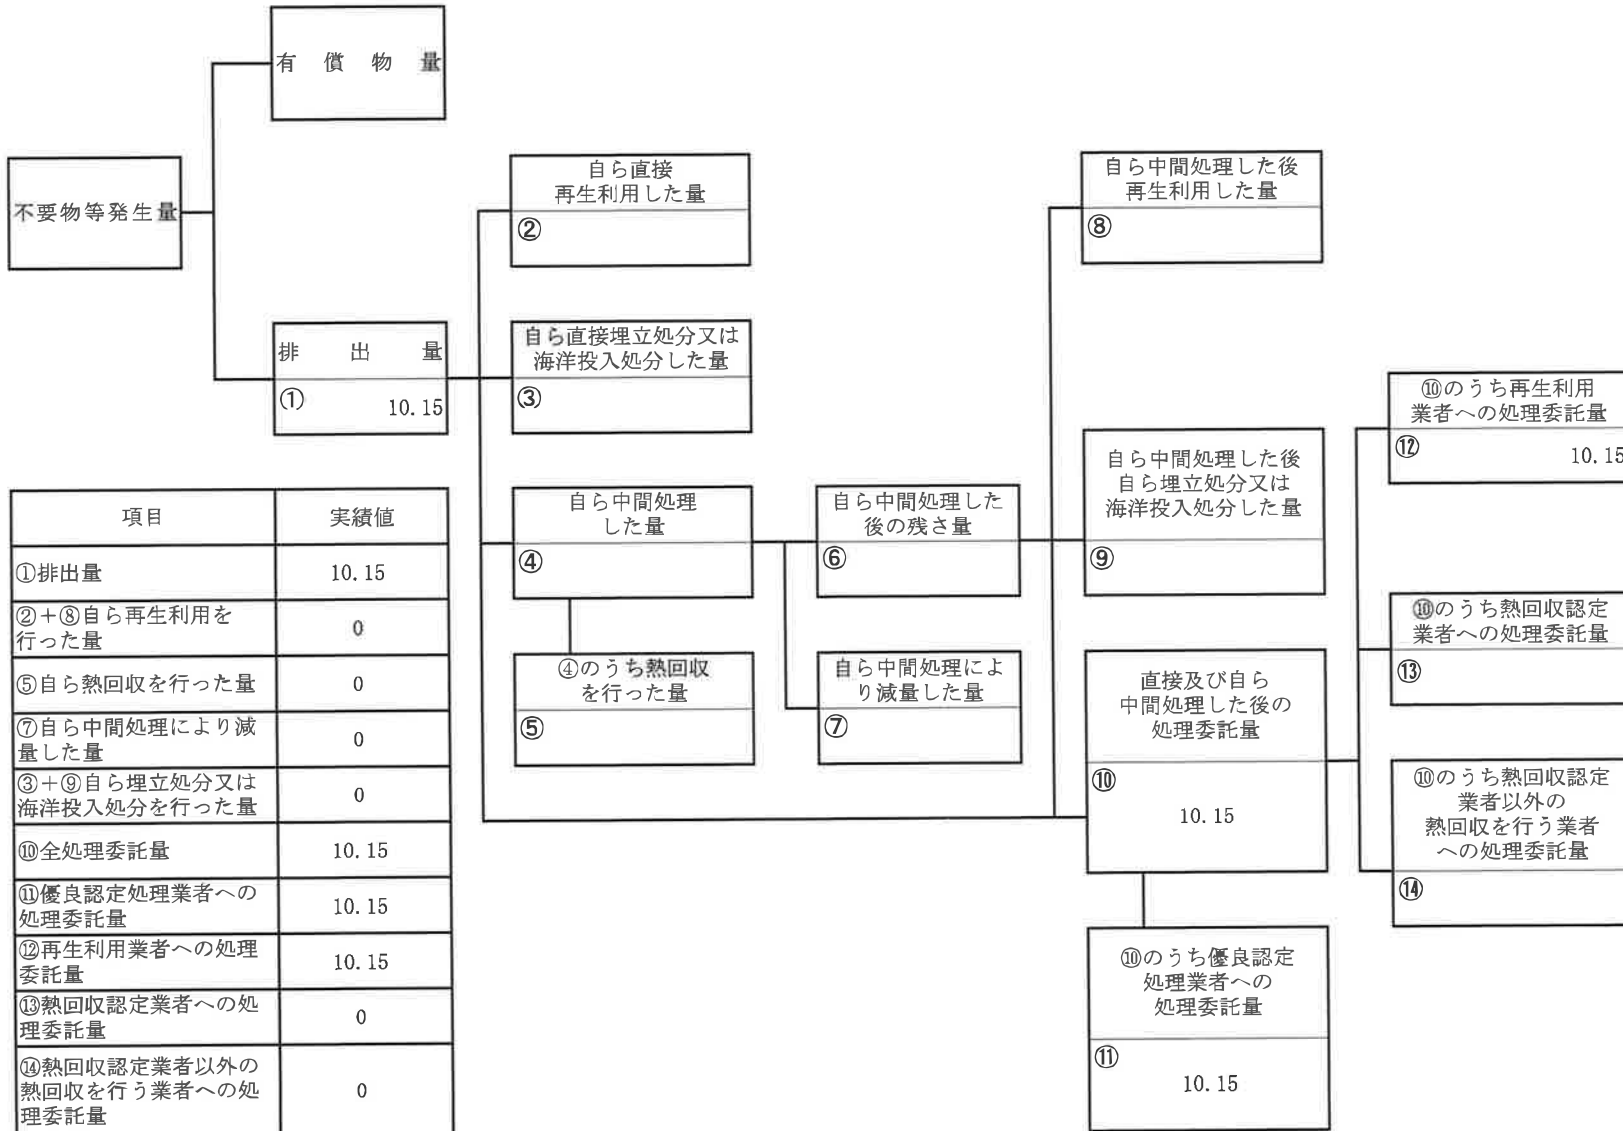 有償物量
不要物等発生量
排出量
①
10.15
自ら直接
再生利用した量
②
自ら直接埋立処分又は
海洋投入処分した量
③
自ら中間処理
した量
④
④のうち熱回収
を行った量
⑤
自ら中間処理した
後の残さ量
⑥
自ら中間処理によ
り減量した量
⑦
自ら中間処理した後
再生利用した量
⑧
自ら中間処理した後
自ら埋立処分又は
海洋投入処分した量
⑨
直接及び自ら
中間処理した後の
処理委託量
⑩
10.15
⑩のうち優良認定
処理業者への
処理委託量
⑪
10.15
⑩のうち再生利用
業者への処理委託量
⑫
10.15
⑩のうち熱回収認定
業者への処理委託量
⑬
⑩のうち熱回収認定
業者以外の
熱回収を行う業者
への処理委託量
⑭
項目 実績値
①排出量 10.15
②+⑧自ら再生利用を
行った量 0
⑤自ら熱回収を行った量 0
⑦自ら中間処理により減
量した量 0
③+⑨自ら埋立処分又は
海洋投入処分を行った量 0
⑩全処理委託量 10.15
⑪優良認定処理業者への
処理委託量 10.15
⑫再生利用業者への処理
委託量 10.15
⑬熱回収認定業者への処
理委託量 0
⑭熱回収認定業者以外の
熱回収を行う業者への処
理委託量 0